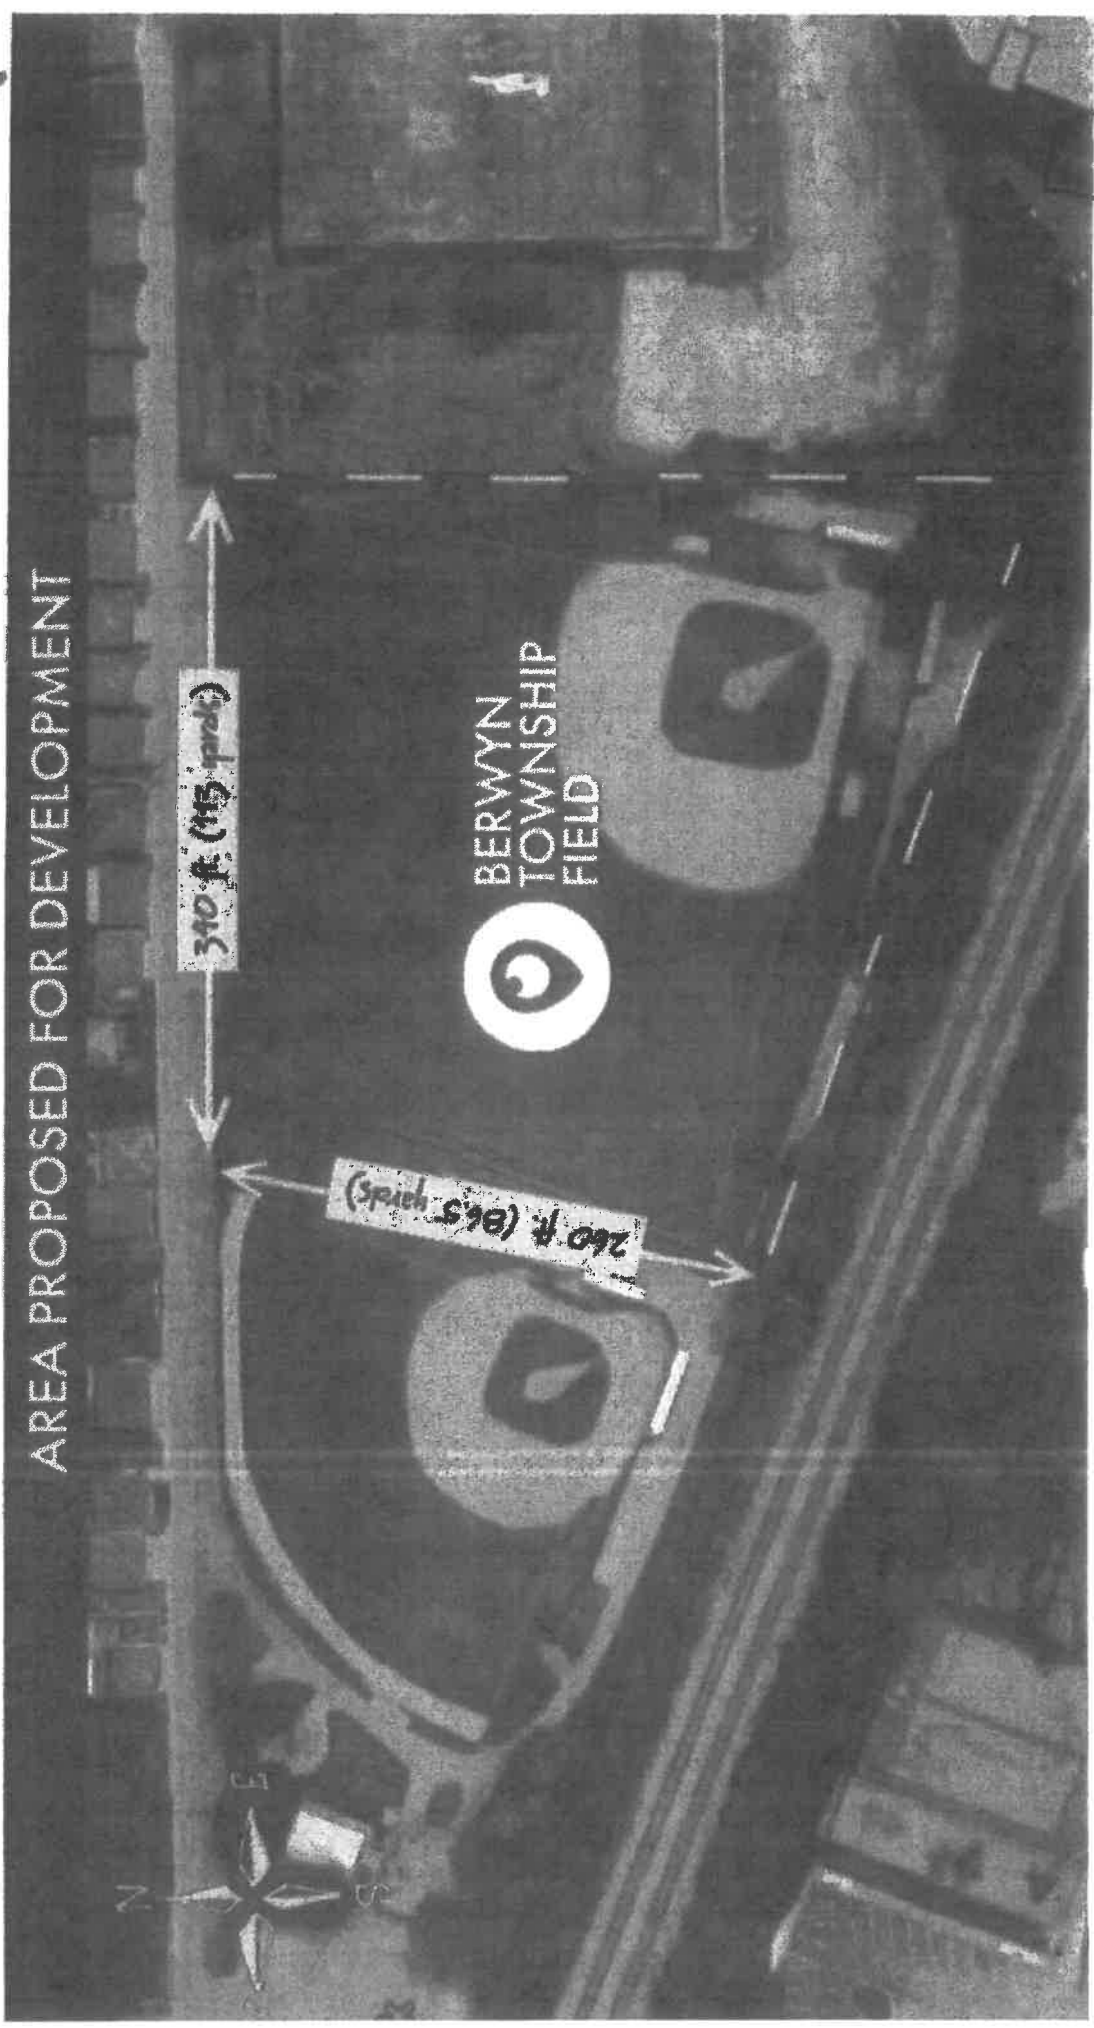 AREA PROPOSED FOR DEVELOPMENT
340 ft (113 yards)
BERWYN
TOWNSHIP
FIELD
260 ft. (86.5 yards)
N
E
S